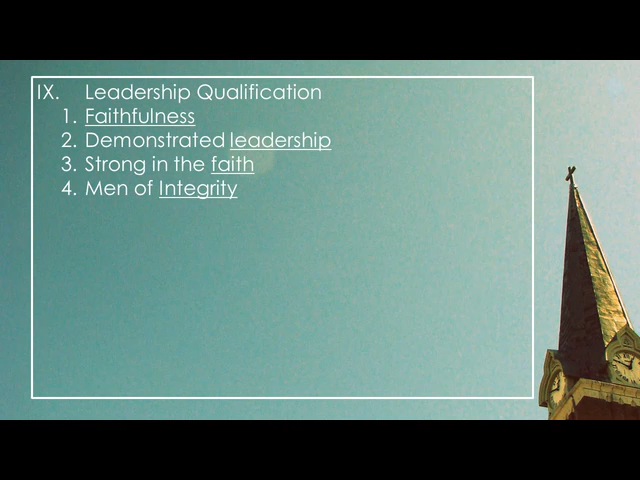 IX. Leadership Qualification
1. Faithfulness
2. Demonstrated leadership
3. Strong in the faith
4. Men of Integrity